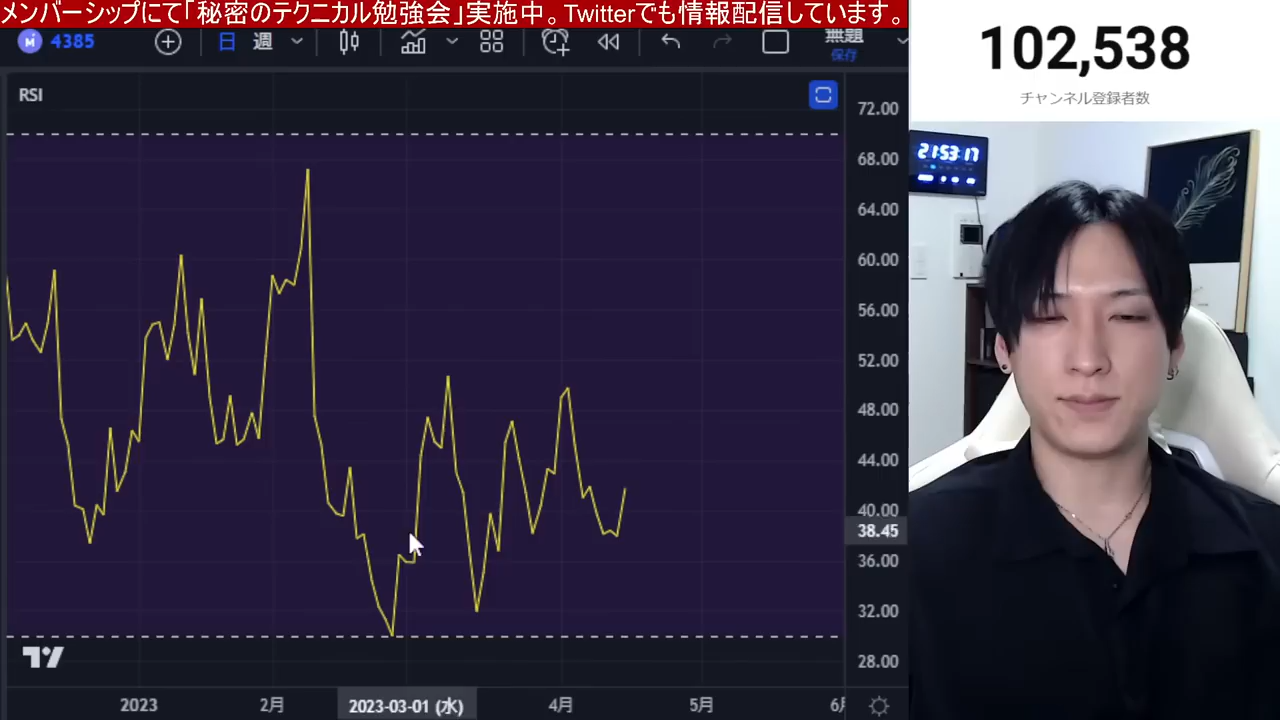 メンバーシップにて「秘密のテクニカル勉強会」実施中。Twitterでも情報配信しています。
4385
日
週
無題
保存
RSI
72.00
68.00
64.00
60.00
56.00
52.00
48.00
44.00
40.00
38.45
36.00
32.00
28.00
2023
2月
2023-03-01 (水)
4月
5月
102,538
チャンネル登録者数
21:53:17